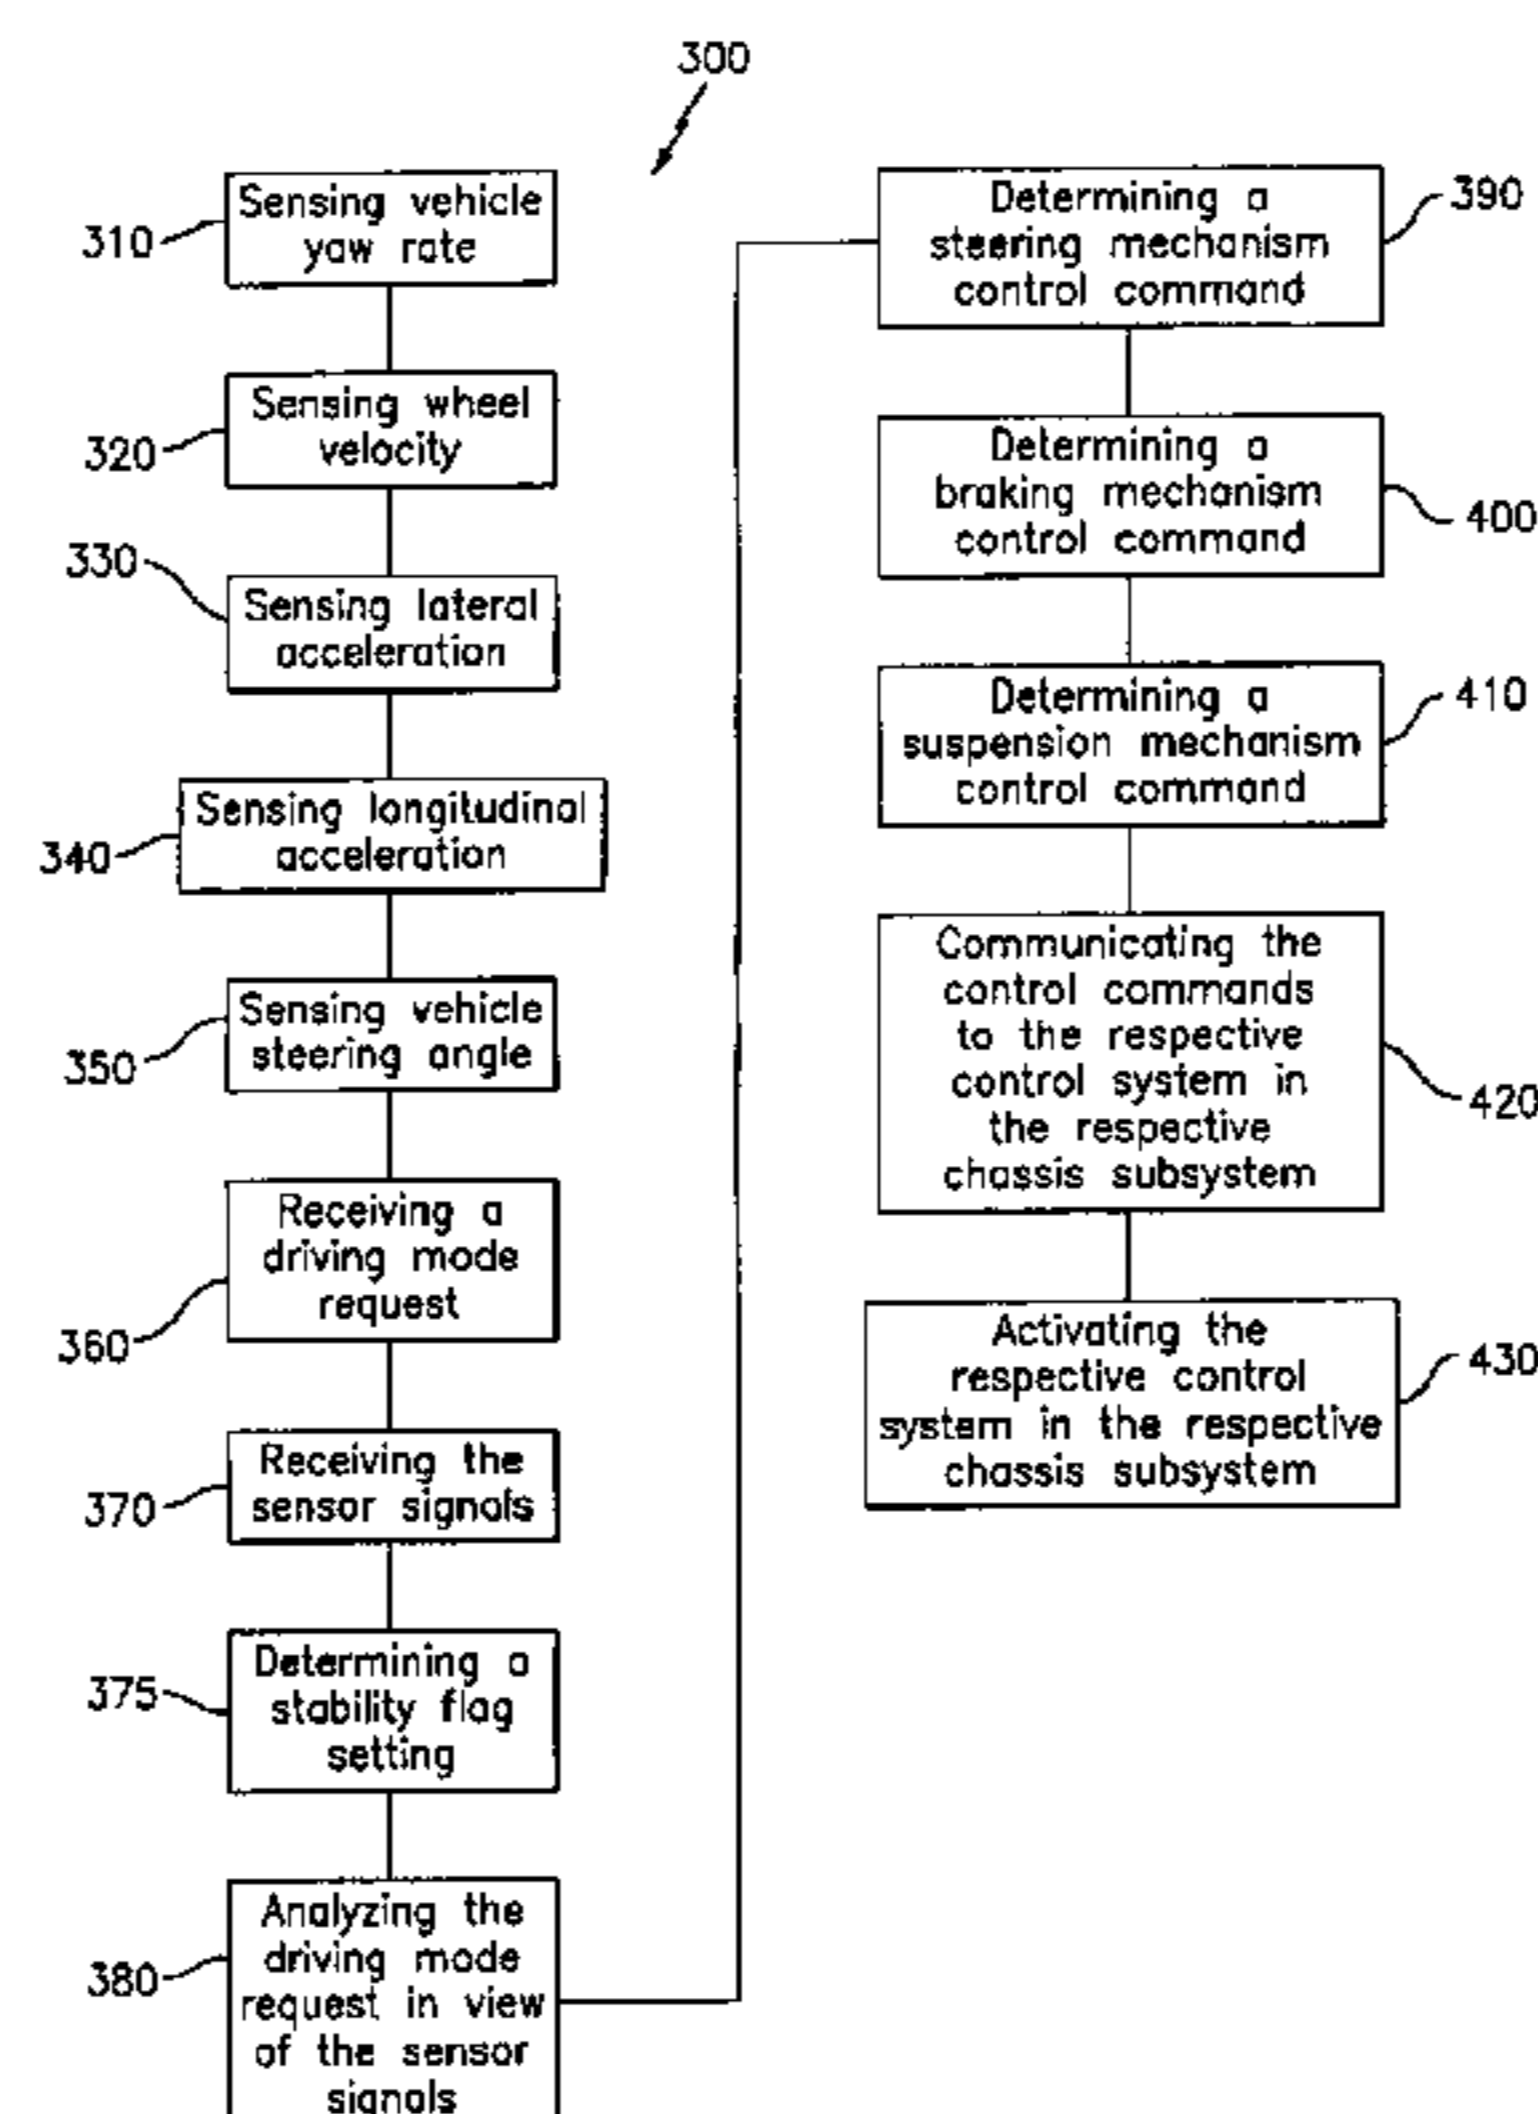 300
310
Sensing vehicle
yaw rate
320
Sensing wheel
velocity
330
Sensing lateral
acceleration
340
Sensing longitudinal
acceleration
350
Sensing vehicle
steering angle
360
Receiving a
driving mode
request
370
Receiving the
sensor signals
375
Determining a
stability flag
setting
380
Analyzing the
driving mode
request in view
of the sensor
signals
390
Determining a
steering mechanism
control command
400
Determining a
braking mechanism
control command
410
Determining a
suspension mechanism
control command
420
Communicating the
control commands
to the respective
control system in
the respective
chassis subsystem
430
Activating the
respective control
system in the respective
chassis subsystem